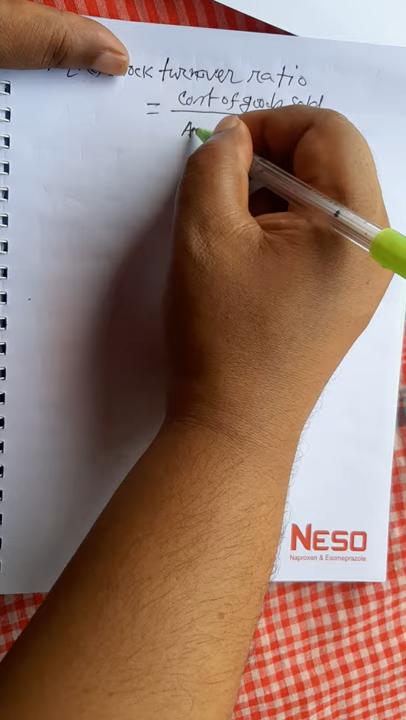 ock turnover ratio
= cost of goods sold
A
NESO
Naproxen & Esomeprazole